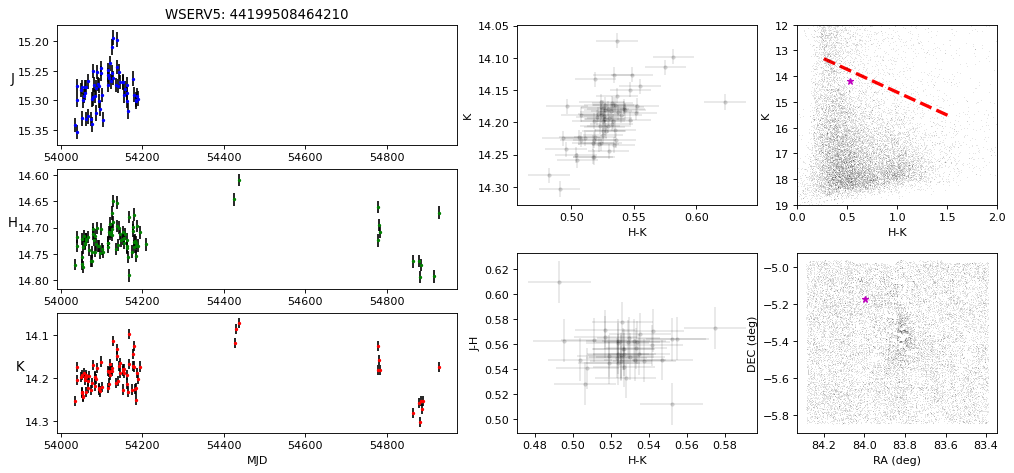 WSERV5: 44199508464210
J
15.20
15.25
15.30
15.35
54000 54200 54400 54600 54800
H
14.60
14.65
14.70
14.75
14.80
54000 54200 54400 54600 54800
K
14.1
14.2
14.3
54000 54200 54400 54600 54800
MJD
K
14.05
14.10
14.15
14.20
14.25
14.30
0.50 0.55 0.60
H-K
K
12
13
14
15
16
17
18
19
0.0 0.5 1.0 1.5 2.0
H-K
J-H
0.62
0.60
0.58
0.56
0.54
0.52
0.50
0.48 0.50 0.52 0.54 0.56 0.58
H-K
DEC (deg)
−5.0
−5.2
−5.4
−5.6
−5.8
84.2 84.0 83.8 83.6 83.4
RA (deg)